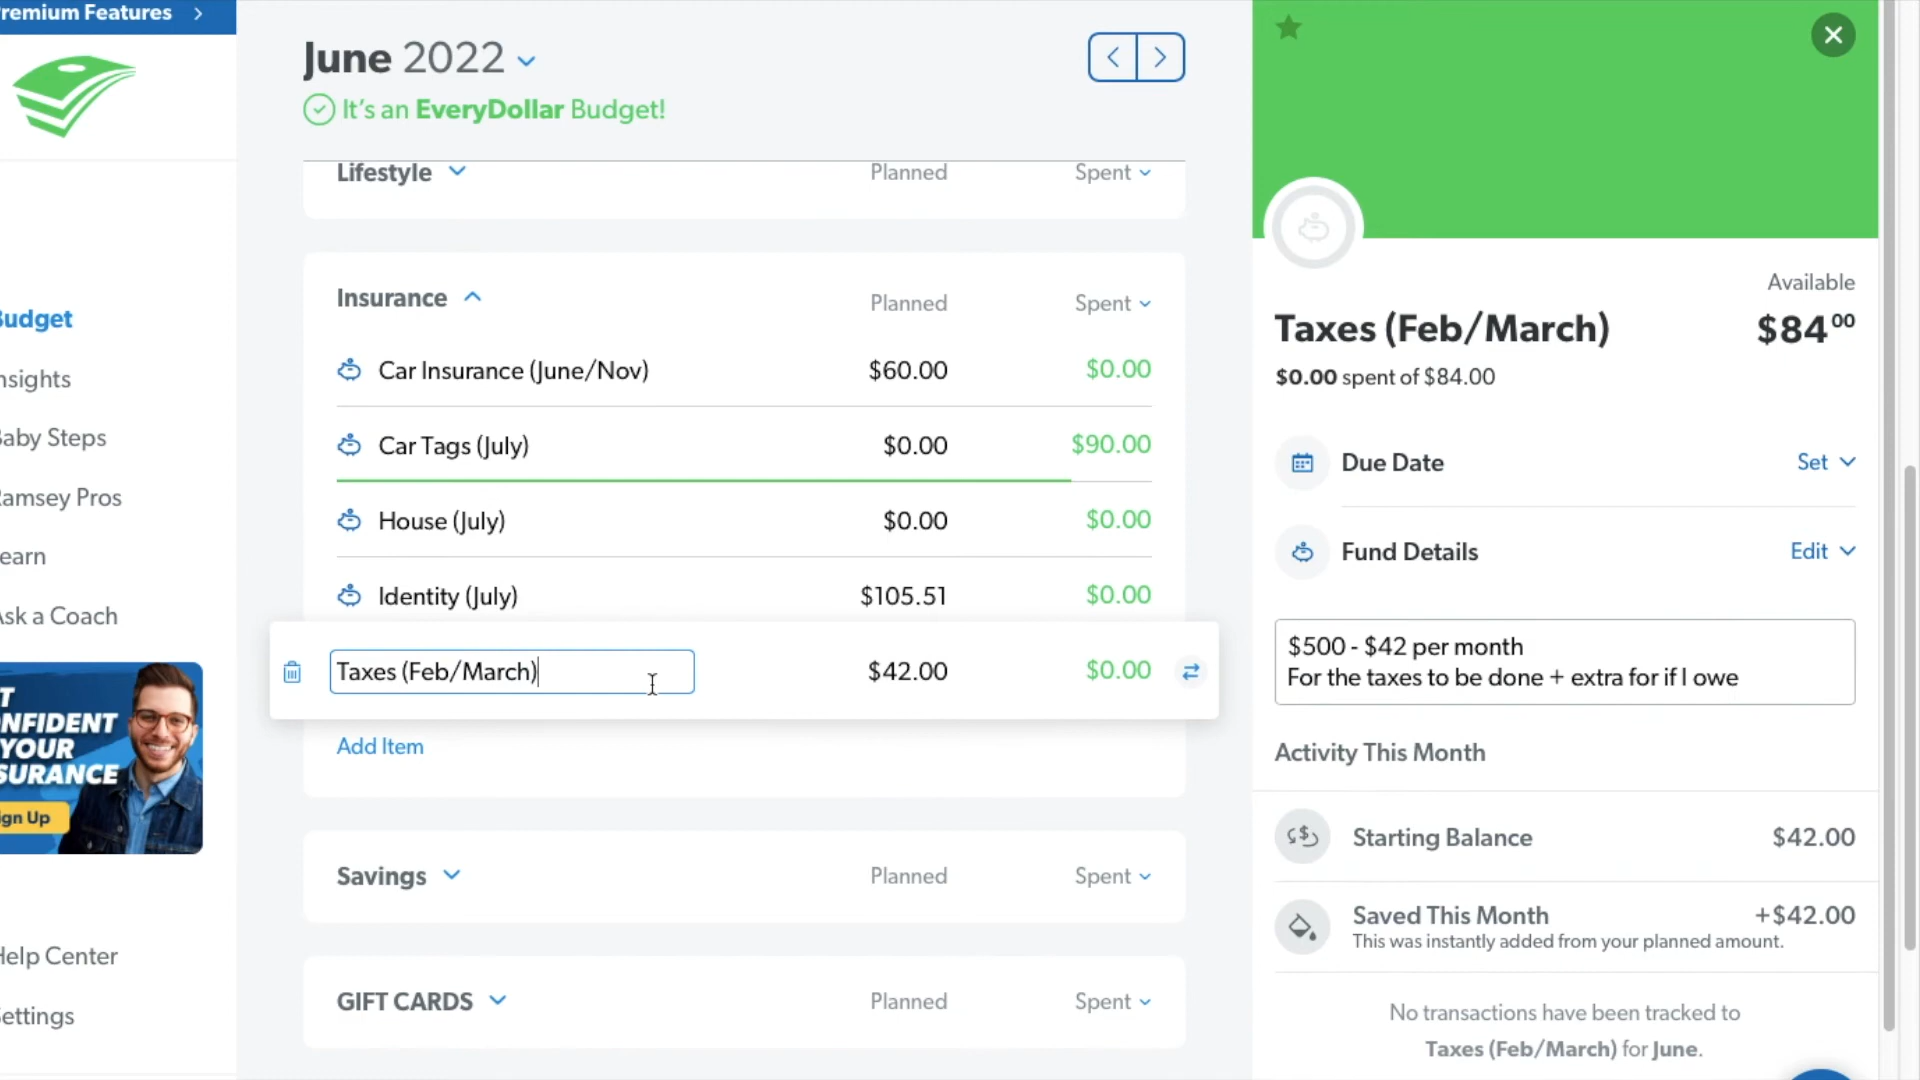 remium Features
udget
nsights
aby Steps
amsey Pros
earn
sk a Coach
T
NFIDENT
YOUR
SURANCE
ign Up
elp Center
ettings
June 2022
It's an EveryDollar Budget!
Lifestyle Planned Spent
Insurance Planned Spent
Car Insurance (June/Nov) $60.00 $0.00
Car Tags (July) $0.00 $90.00
House (July) $0.00 $0.00
Identity (July) $105.51 $0.00
Taxes (Feb/March) $42.00 $0.00
Add Item
Savings Planned Spent
GIFT CARDS Planned Spent
Available
Taxes (Feb/March) $84 00
$0.00 spent of $84.00
Due Date Set
Fund Details Edit
$500 - $42 per month
For the taxes to be done + extra for if I owe
Activity This Month
Starting Balance $42.00
Saved This Month +$42.00
This was instantly added from your planned amount.
No transactions have been tracked to
Taxes (Feb/March) for June.